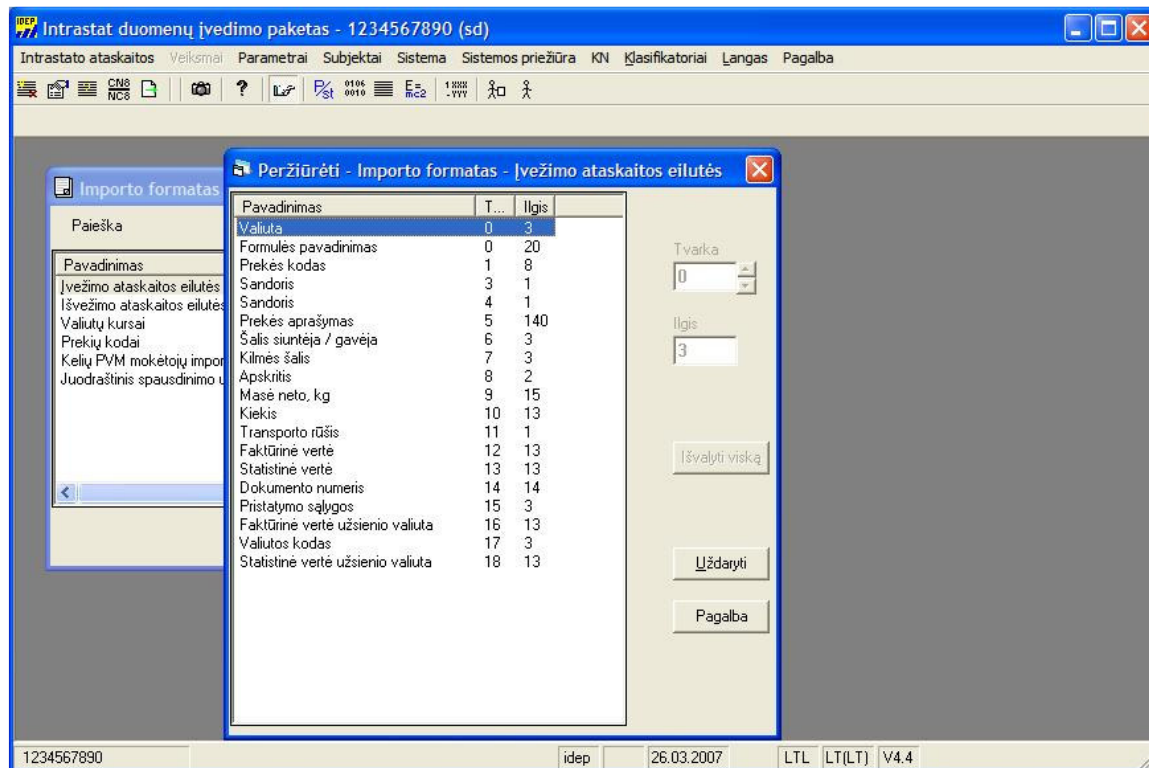 Intrastat duomenų įvedimo paketas - 1234567890 (sd)
Intrastato ataskaitos Veiksmai Parametrai Subjektai Sistema Sistemos priežiūra KN Klasifikatoriai Langas Pagalba
CN8
NC8
?
P/St
0106
0010
E=
mc2
Importo formatas
Paieška
Pavadinimas
Įvežimo ataskaitos eilutės
Išvežimo ataskaitos eilutės
Valiutų kursai
Prekių kodai
Kelių PVM mokėtojų impor
Juodraštinis spausdinimo u
Peržiūrėti - Importo formatas - Įvežimo ataskaitos eilutės
Pavadinimas T... Ilgis
Valiuta 0 3
Formulės pavadinimas 0 20
Prekės kodas 1 8
Sandoris 3 1
Sandoris 4 1
Prekės aprašymas 5 140
Šalis siuntėja / gavėja 6 3
Kilmės šalis 7 3
Apskritis 8 2
Masė neto, kg 9 15
Kiekis 10 13
Transporto rūšis 11 1
Faktūrinė vertė 12 13
Statistinė vertė 13 13
Dokumento numeris 14 14
Pristatymo sąlygos 15 3
Faktūrinė vertė užsienio valiuta 16 13
Valiutos kodas 17 3
Statistinė vertė užsienio valiuta 18 13
Tvarka
0
Ilgis
3
Išvalyti viską
Uždaryti
Pagalba
1234567890 idep 26.03.2007 LTL LT(LT) V4.4